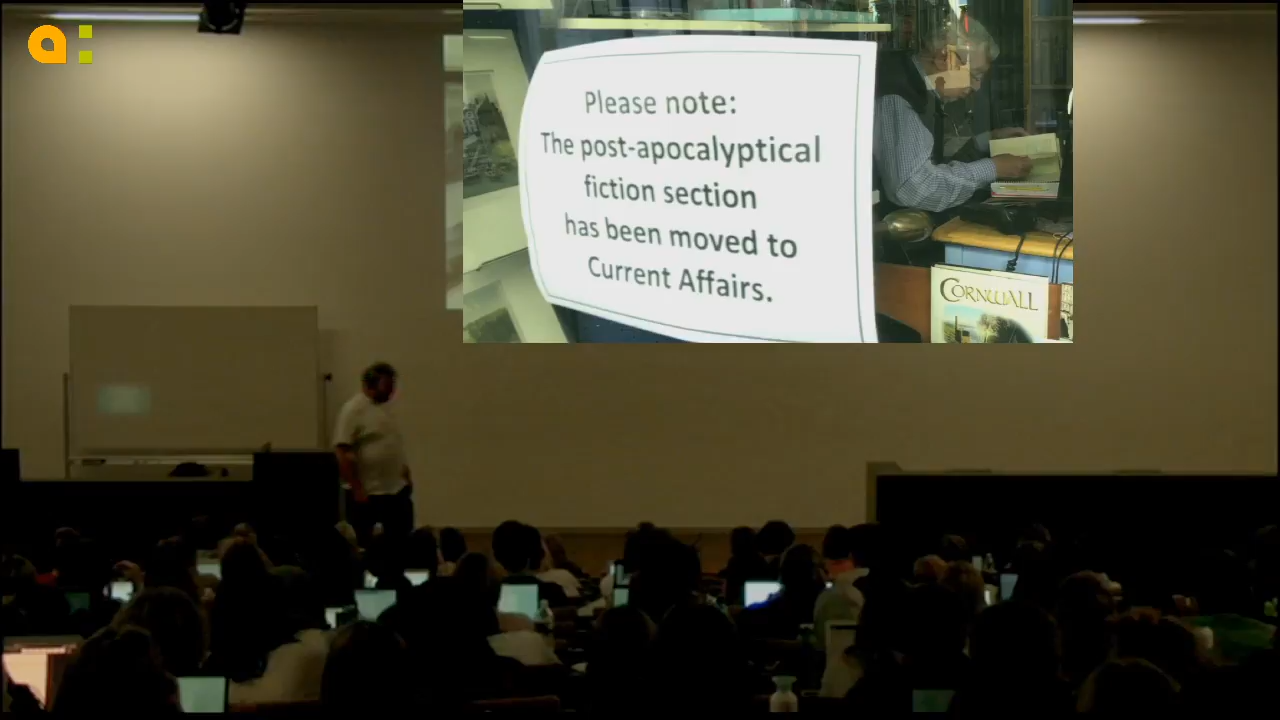 Please note:
The post-apocalyptical
fiction section
has been moved to
Current Affairs.
CORNWALL